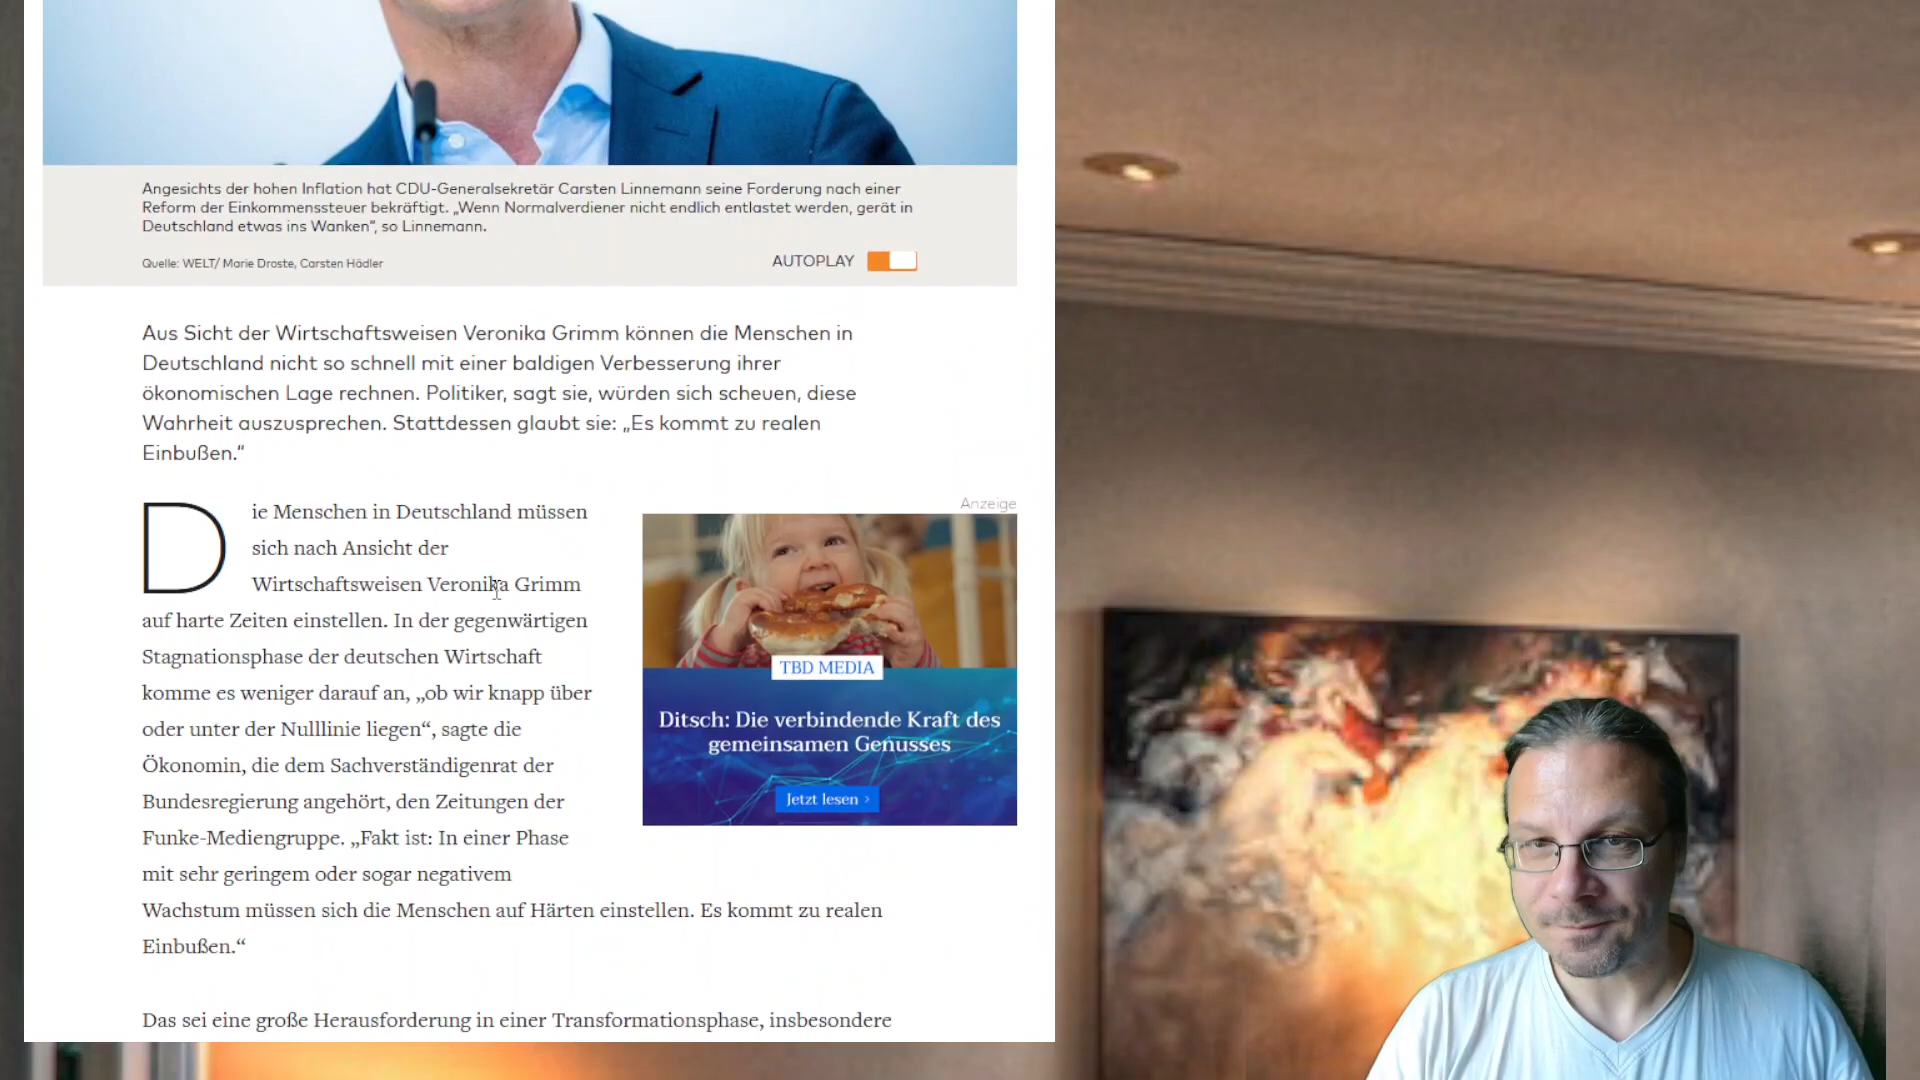 Angesichts der hohen Inflation hat CDU-Generalsekretär Carsten Linnemann seine Forderung nach einer
Reform der Einkommenssteuer bekräftigt. „Wenn Normalverdiener nicht endlich entlastet werden, gerät in
Deutschland etwas ins Wanken“, so Linnemann.
Quelle: WELT/ Marie Droste, Carsten Hädler
AUTOPLAY
Aus Sicht der Wirtschaftsweisen Veronika Grimm können die Menschen in
Deutschland nicht so schnell mit einer baldigen Verbesserung ihrer
ökonomischen Lage rechnen. Politiker, sagt sie, würden sich scheuen, diese
Wahrheit auszusprechen. Stattdessen glaubt sie: „Es kommt zu realen
Einbußen.“
Die Menschen in Deutschland müssen
sich nach Ansicht der
Wirtschaftsweisen Veronika Grimm
auf harte Zeiten einstellen. In der gegenwärtigen
Stagnationsphase der deutschen Wirtschaft
komme es weniger darauf an, „ob wir knapp über
oder unter der Nulllinie liegen“, sagte die
Ökonomin, die dem Sachverständigenrat der
Bundesregierung angehört, den Zeitungen der
Funke-Mediengruppe. „Fakt ist: In einer Phase
mit sehr geringem oder sogar negativem
Wachstum müssen sich die Menschen auf Härten einstellen. Es kommt zu realen
Einbußen.“
Anzeige
TBD MEDIA
Ditsch: Die verbindende Kraft des
gemeinsamen Genusses
Jetzt lesen ›
Das sei eine große Herausforderung in einer Transformationsphase, insbesondere